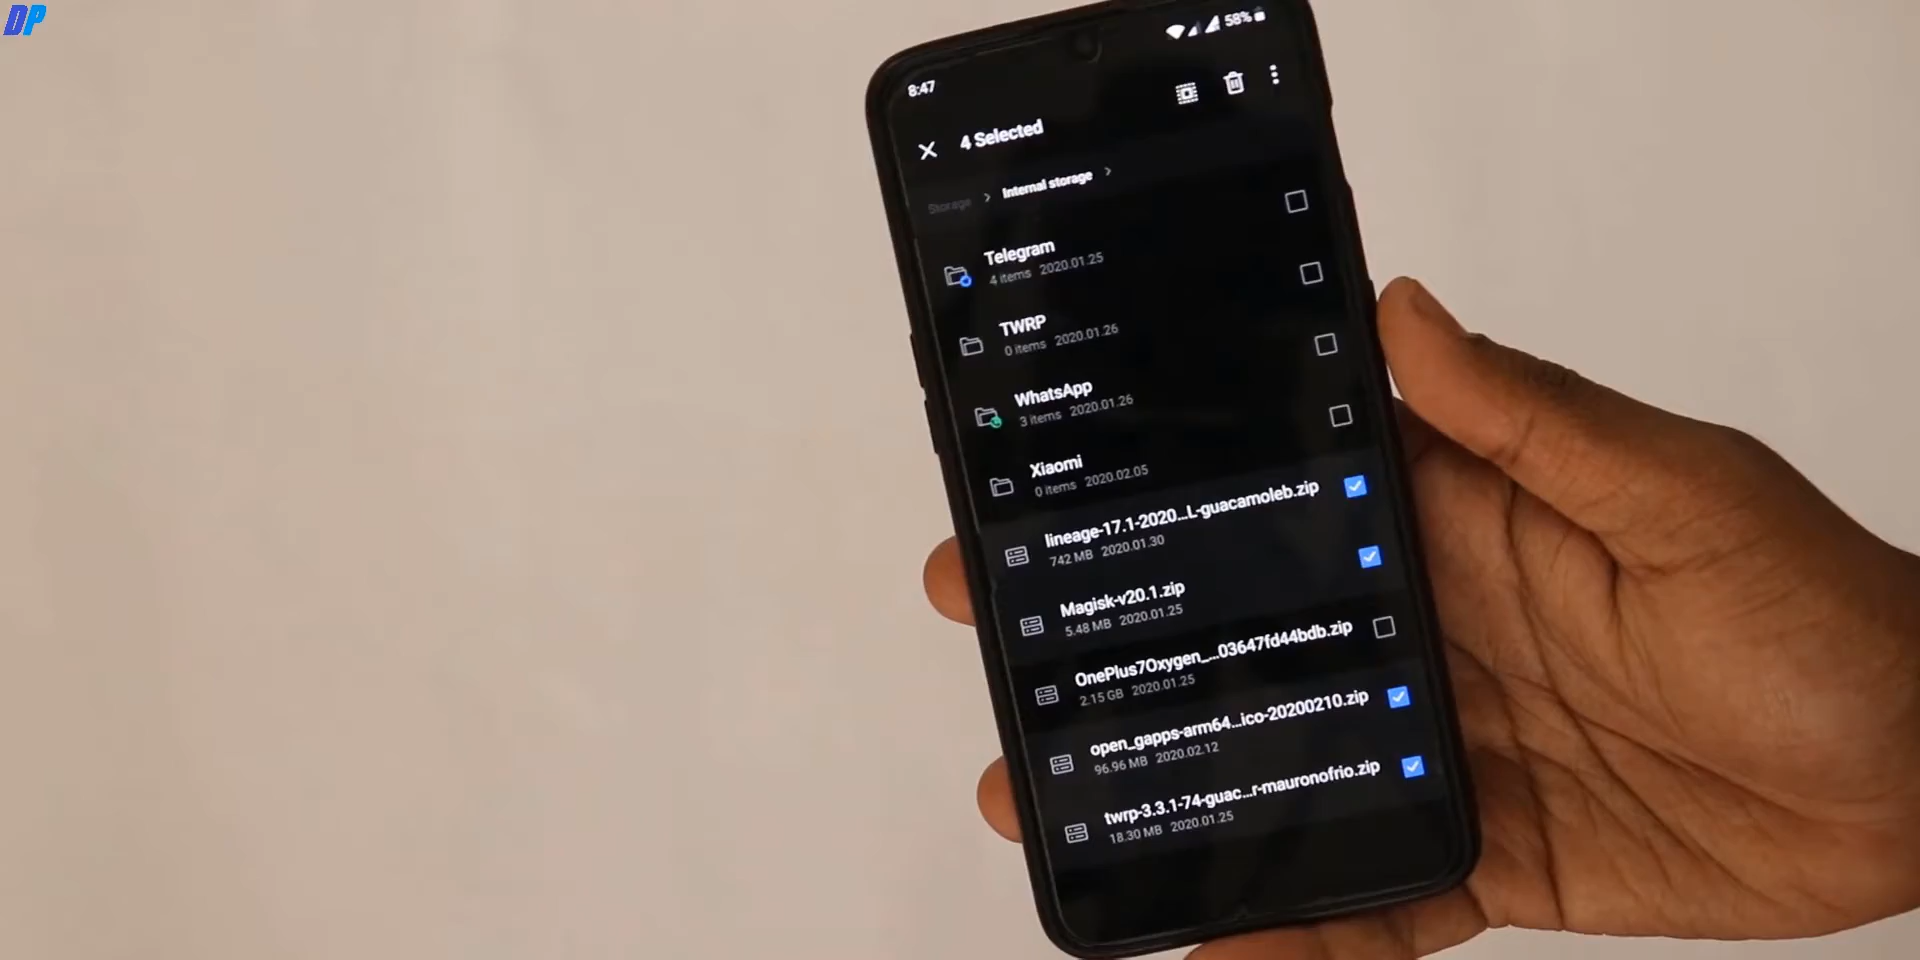 DP
8:47
58%
4 Selected
Storage > Internal storage >
Telegram
4 items 2020.01.25
TWRP
0 items 2020.01.26
WhatsApp
3 items 2020.01.26
Xiaomi
0 items 2020.02.05
lineage-17.1-2020...L-guacamoleb.zip
742 MB 2020.01.30
Magisk-v20.1.zip
5.48 MB 2020.01.25
OnePlus7Oxygen_...03647fd44bdb.zip
2.15 GB 2020.01.25
open_gapps-arm64...ico-20200210.zip
96.96 MB 2020.02.12
twrp-3.3.1-74-guac...r-mauronofrio.zip
18.30 MB 2020.01.25